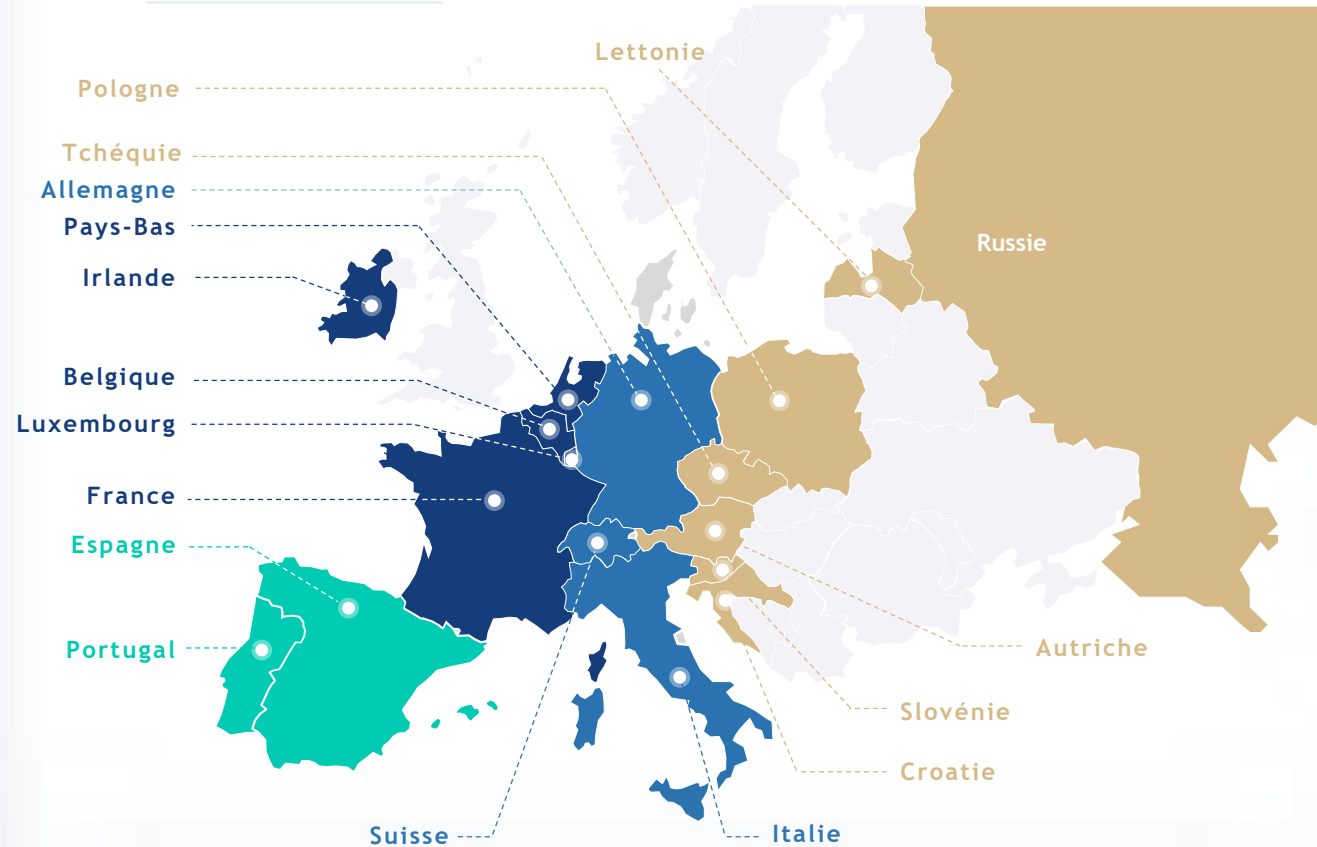 Lettonie
Pologne
Tchéquie
Allemagne
Pays-Bas
Russie
Irlande
Belgique
Luxembourg
France
Espagne
Portugal
Autriche
Slovénie
Croatie
Suisse
Italie